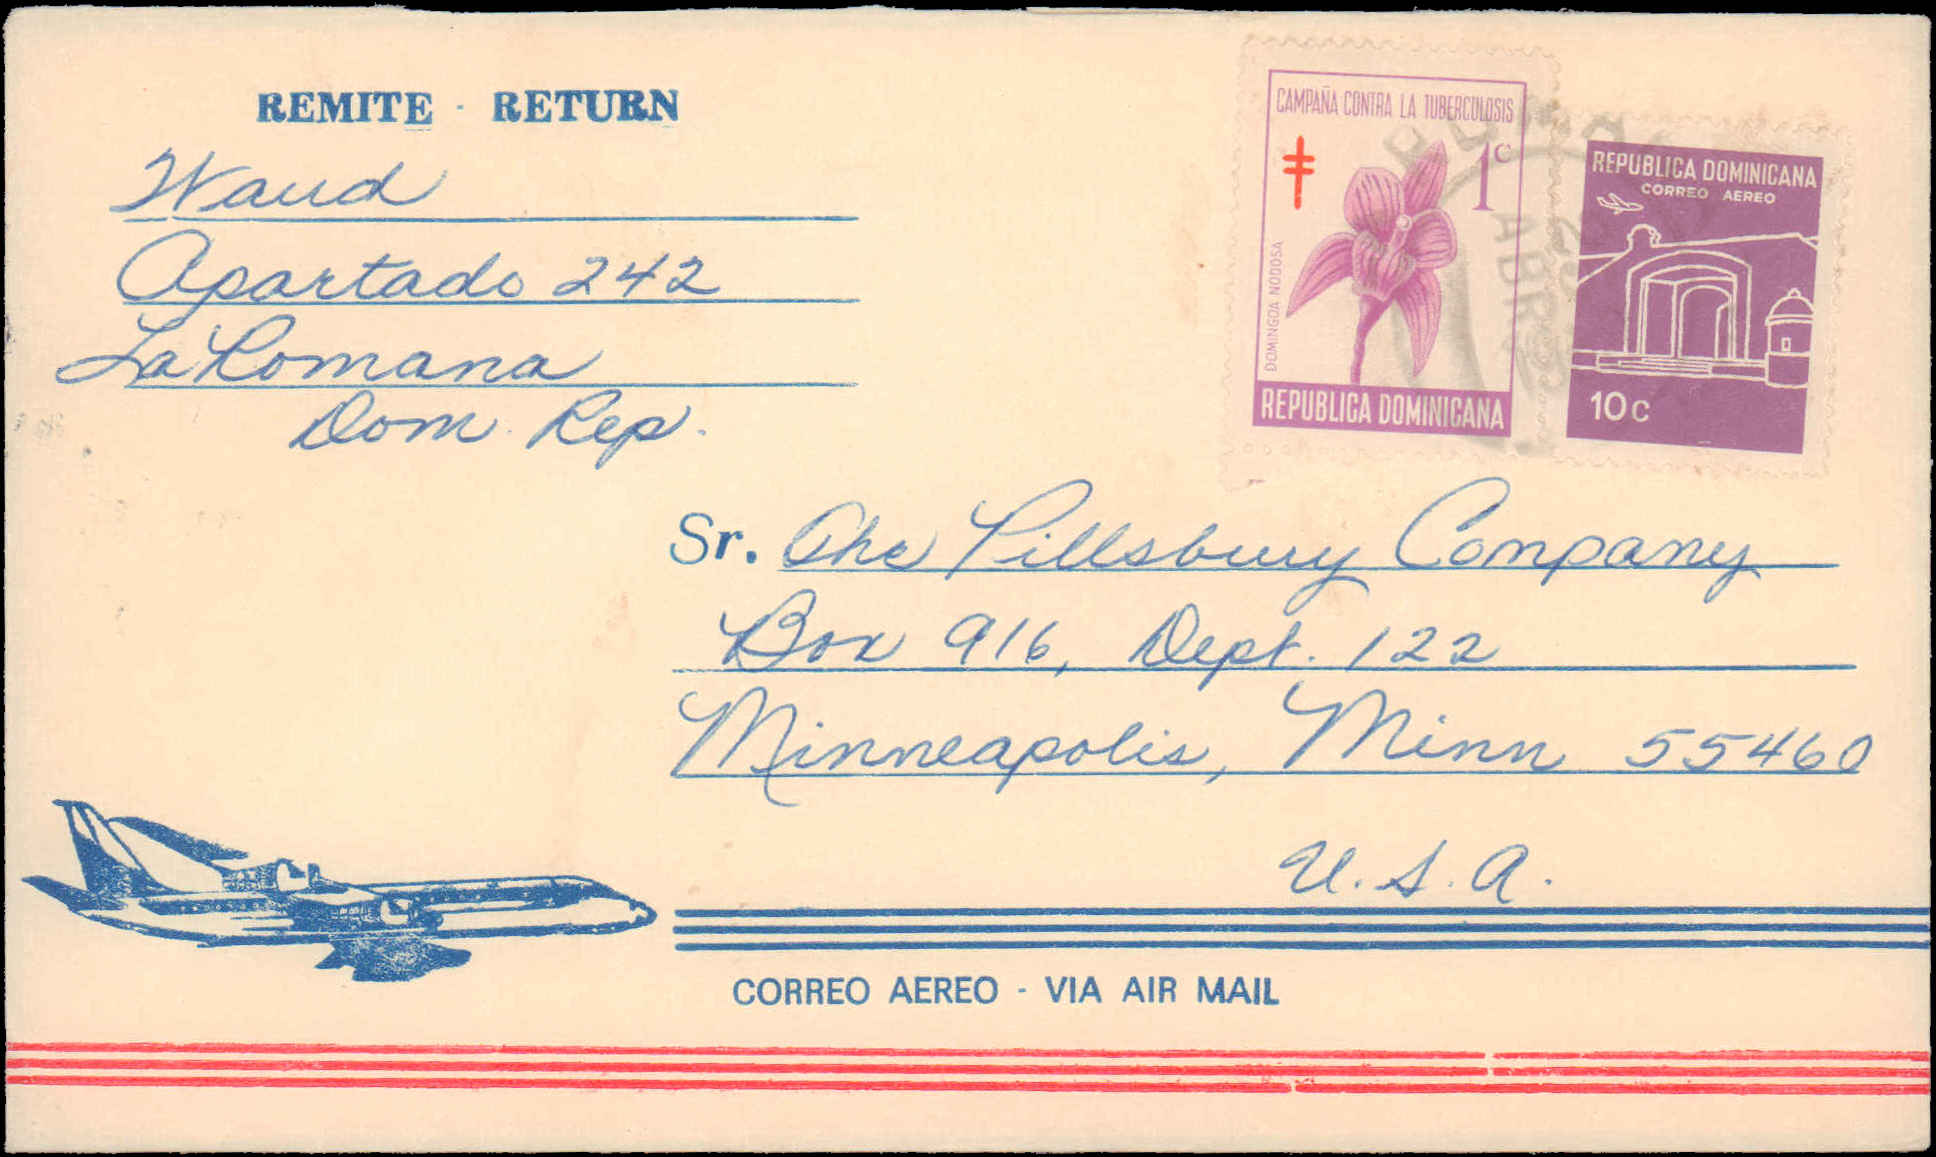 REMITE - RETURN
Waud
Apartado 242
La Romana
Dom. Rep.
CAMPAÑA CONTRA LA TUBERCULOSIS
1c
DOMINGOA NODOSA
REPUBLICA DOMINICANA
REPUBLICA DOMINICANA
CORREO AEREO
10c
ABR
Sr. The Pillsbury Company
Box 916, Dept. 122
Minneapolis, Minn 55460
U.S.A.
CORREO AEREO - VIA AIR MAIL